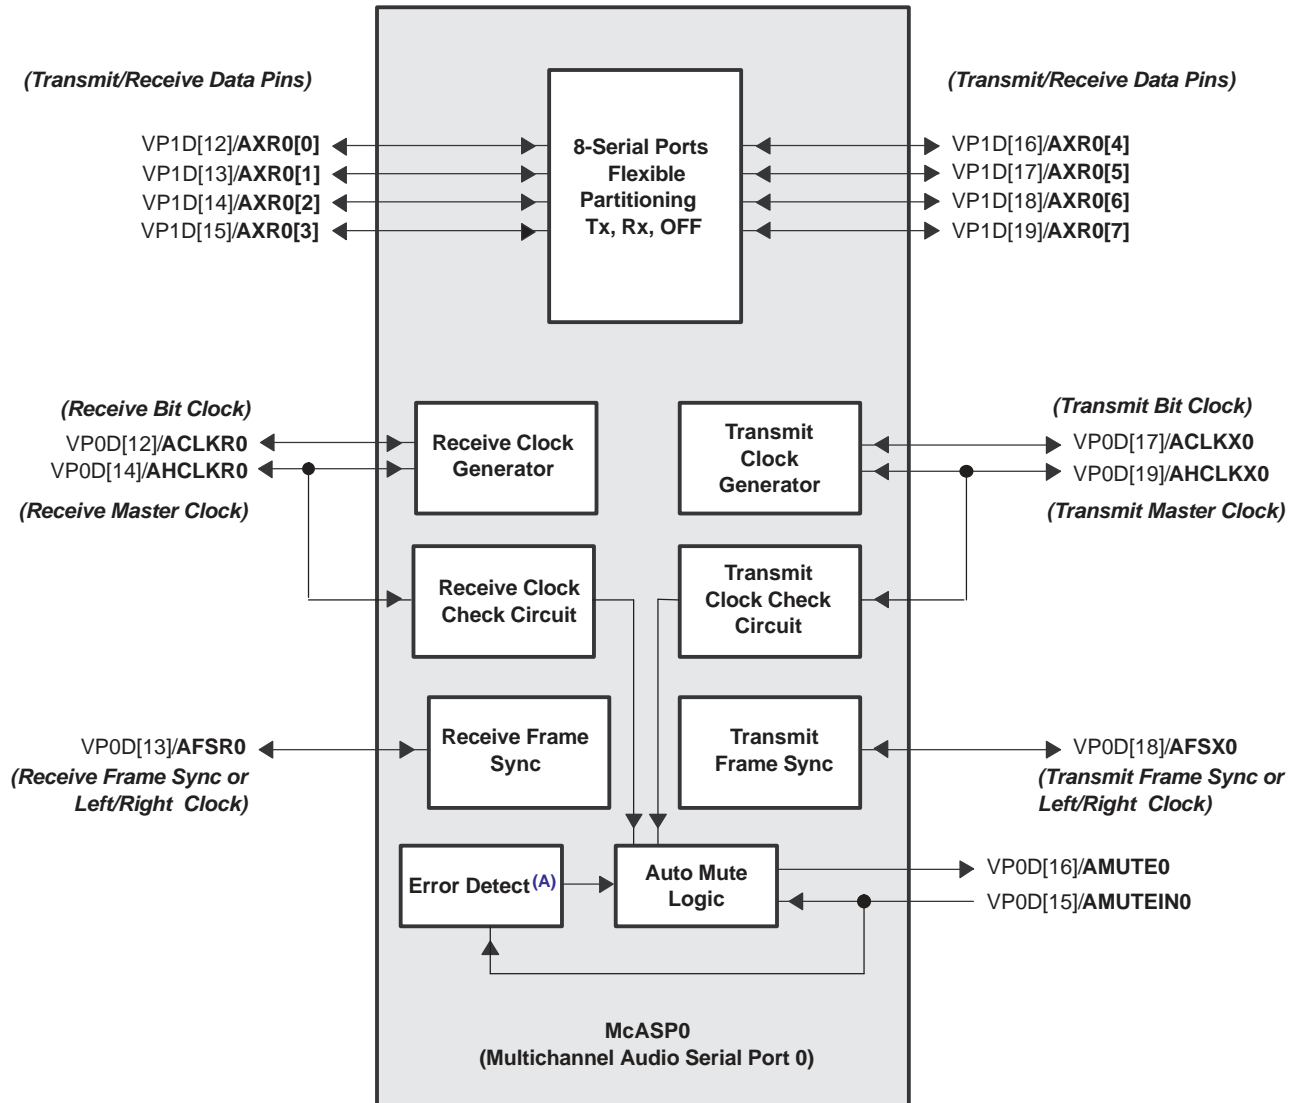 (Transmit/Receive Data Pins)
VP1D[12]/AXR0[0]
VP1D[13]/AXR0[1]
VP1D[14]/AXR0[2]
VP1D[15]/AXR0[3]
8-Serial Ports
Flexible
Partitioning
Tx, Rx, OFF
(Transmit/Receive Data Pins)
VP1D[16]/AXR0[4]
VP1D[17]/AXR0[5]
VP1D[18]/AXR0[6]
VP1D[19]/AXR0[7]
(Receive Bit Clock)
VP0D[12]/ACLKR0
VP0D[14]/AHCLKR0
(Receive Master Clock)
Receive Clock
Generator
Transmit
Clock
Generator
(Transmit Bit Clock)
VP0D[17]/ACLKX0
VP0D[19]/AHCLKX0
(Transmit Master Clock)
Receive Clock
Check Circuit
Transmit
Clock Check
Circuit
VP0D[13]/AFSR0
(Receive Frame Sync or
Left/Right Clock)
Receive Frame
Sync
Transmit
Frame Sync
VP0D[18]/AFSX0
(Transmit Frame Sync or
Left/Right Clock)
Error Detect(A)
Auto Mute
Logic
VP0D[16]/AMUTE0
VP0D[15]/AMUTEIN0
McASP0
(Multichannel Audio Serial Port 0)